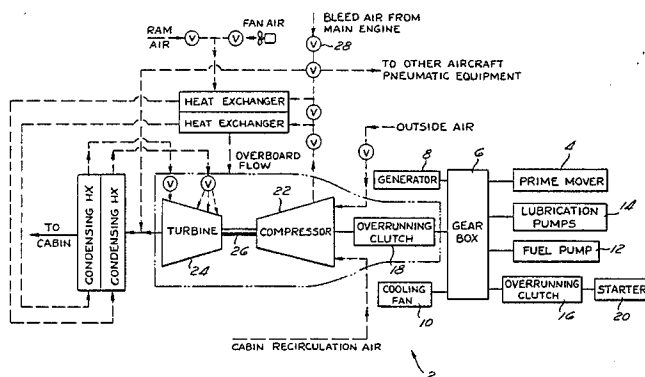 BLEED AIR FROM
MAIN ENGINE
RAM
AIR
V
V
FAN AIR
V
28
V
TO OTHER AIRCRAFT
PNEUMATIC EQUIPMENT
HEAT EXCHANGER
HEAT EXCHANGER
V
V
OUTSIDE AIR
V
OVERBOARD
FLOW
8
GENERATOR
6
4
PRIME MOVER
V
V
22
14
LUBRICATION
PUMPS
TO
CABIN
CONDENSING HX
CONDENSING HX
TURBINE
24
26
COMPRESSOR
OVERRUNNING
CLUTCH
18
GEAR
BOX
FUEL PUMP
12
COOLING
FAN
10
OVERRUNNING
CLUTCH
16
STARTER
20
CABIN RECIRCULATION AIR
2